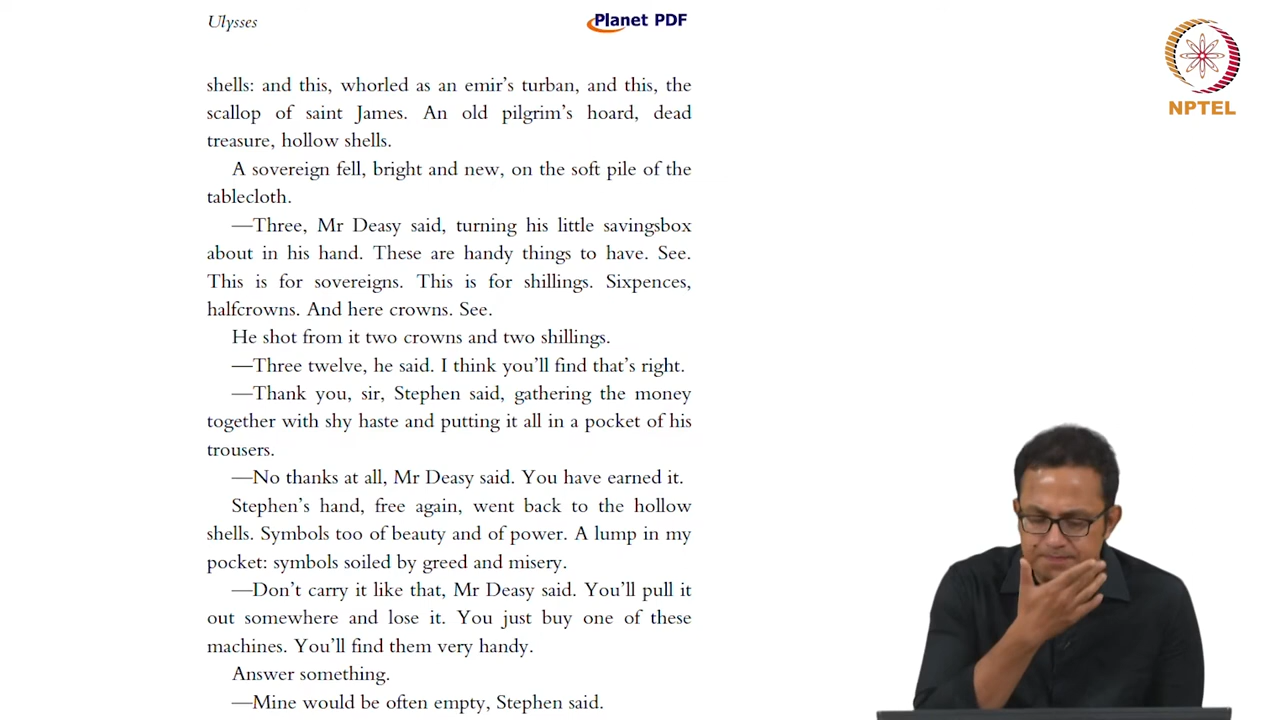 Ulysses
Planet PDF
NPTEL
shells: and this, whorled as an emir’s turban, and this, the
scallop of saint James. An old pilgrim’s hoard, dead
treasure, hollow shells.
A sovereign fell, bright and new, on the soft pile of the
tablecloth.
—Three, Mr Deasy said, turning his little savingsbox
about in his hand. These are handy things to have. See.
This is for sovereigns. This is for shillings. Sixpences,
halfcrowns. And here crowns. See.
He shot from it two crowns and two shillings.
—Three twelve, he said. I think you’ll find that’s right.
—Thank you, sir, Stephen said, gathering the money
together with shy haste and putting it all in a pocket of his
trousers.
—No thanks at all, Mr Deasy said. You have earned it.
Stephen’s hand, free again, went back to the hollow
shells. Symbols too of beauty and of power. A lump in my
pocket: symbols soiled by greed and misery.
—Don’t carry it like that, Mr Deasy said. You’ll pull it
out somewhere and lose it. You just buy one of these
machines. You’ll find them very handy.
Answer something.
—Mine would be often empty, Stephen said.